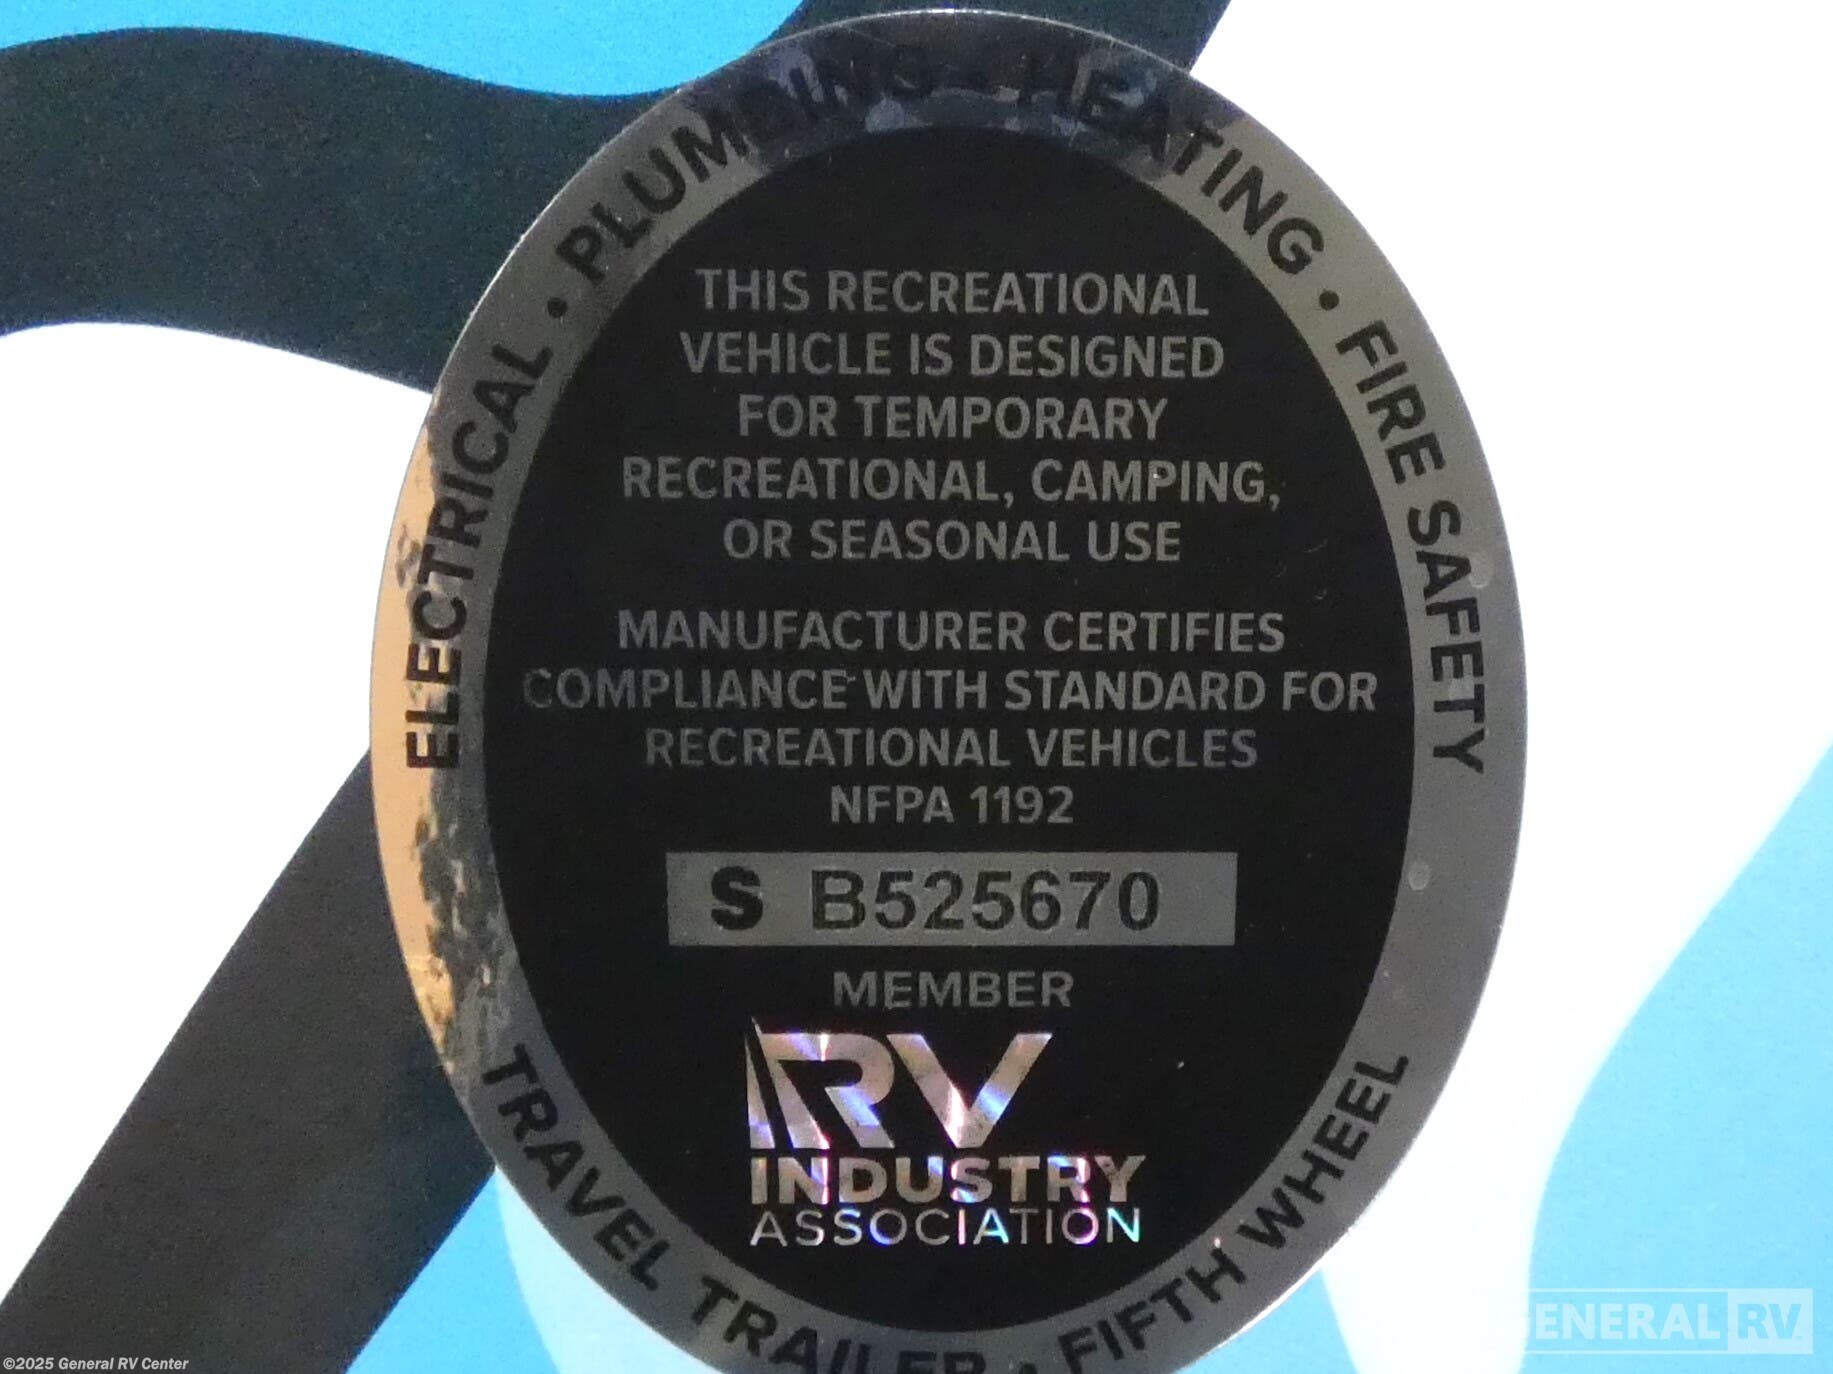 ELECTRICAL • PLUMBING • HEATING • FIRE SAFETY
THIS RECREATIONAL
VEHICLE IS DESIGNED
FOR TEMPORARY
RECREATIONAL, CAMPING,
OR SEASONAL USE
MANUFACTURER CERTIFIES
COMPLIANCE WITH STANDARD FOR
RECREATIONAL VEHICLES
NFPA 1192
S B525670
MEMBER
RV
INDUSTRY
ASSOCIATION
TRAVEL TRAILER • FIFTH WHEEL
GENERAL RV
©2025 General RV Center